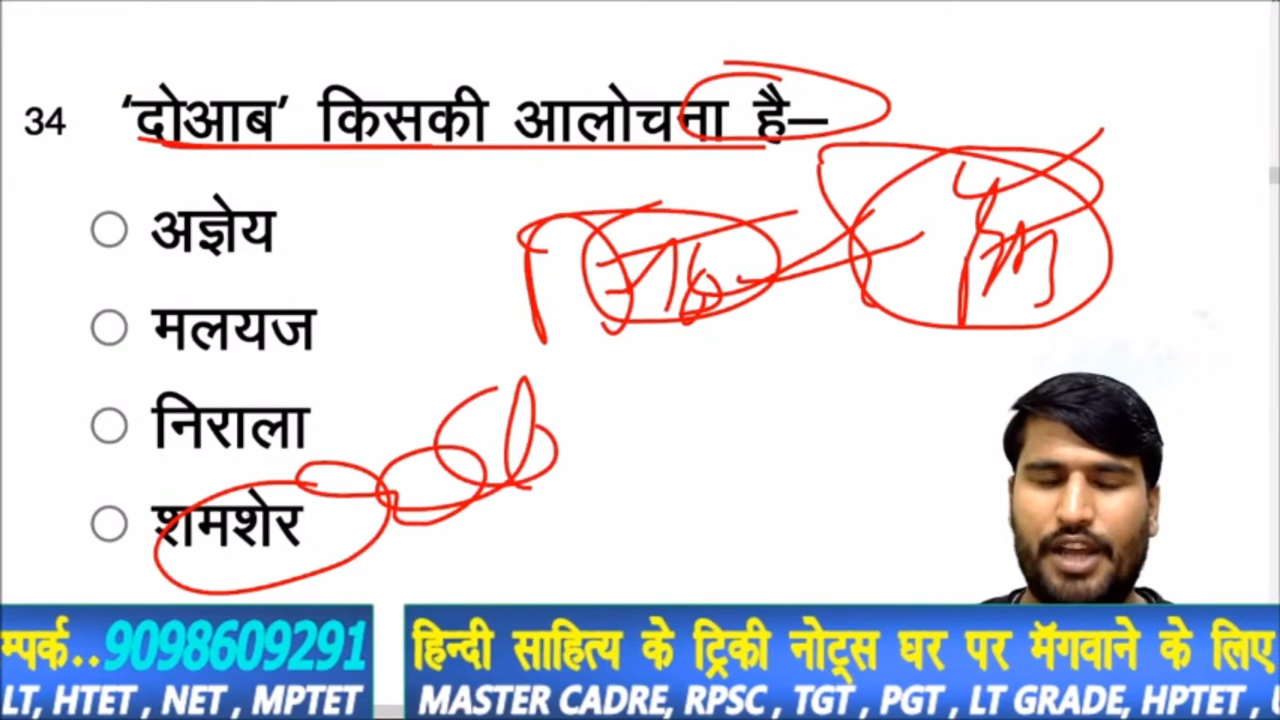 34 ‘दोआब’ किसकी आलोचना है–
अज्ञेय
मलयज
निराला
शमशेर
म्पर्क..9098609291
LT, HTET , NET , MPTET
हिन्दी साहित्य के ट्रिकी नोट्स घर पर मॅगवाने के लिए
MASTER CADRE, RPSC , TGT , PGT , LT GRADE, HPTET , U